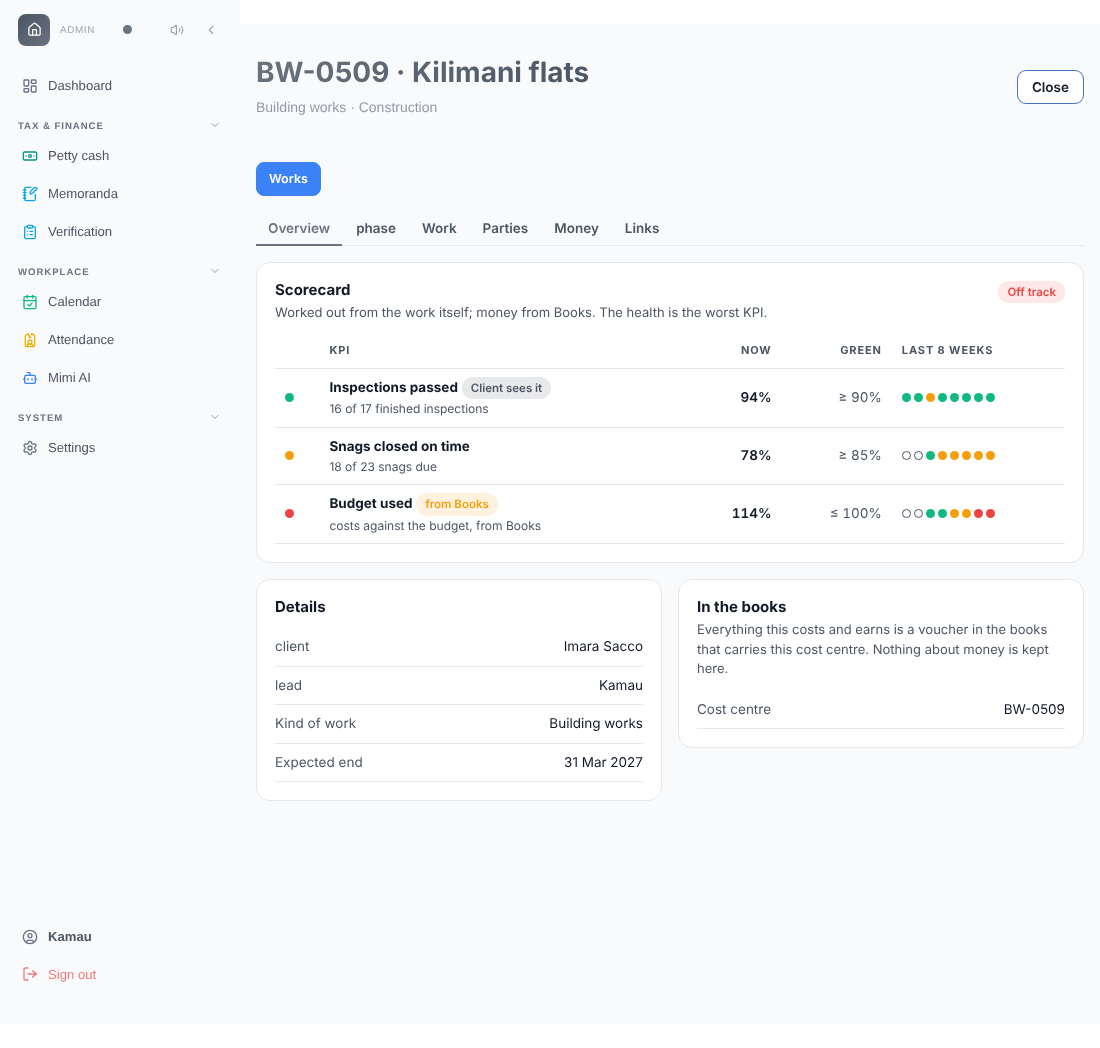 ADMIN
Dashboard
TAX & FINANCE
Petty cash
Memoranda
Verification
WORKPLACE
Calendar
Attendance
Mimi AI
SYSTEM
Settings
Kamau
Sign out
BW-0509 · Kilimani flats
Building works · Construction
Close
Works
Overview phase Work Parties Money Links
Scorecard
Off track
Worked out from the work itself; money from Books. The health is the worst KPI.
KPI NOW GREEN LAST 8 WEEKS
Inspections passed Client sees it 94% ≥ 90%
16 of 17 finished inspections
Snags closed on time 78% ≥ 85%
18 of 23 snags due
Budget used from Books 114% ≤ 100%
costs against the budget, from Books
Details
client Imara Sacco
lead Kamau
Kind of work Building works
Expected end 31 Mar 2027
In the books
Everything this costs and earns is a voucher in the books
that carries this cost centre. Nothing about money is kept
here.
Cost centre BW-0509